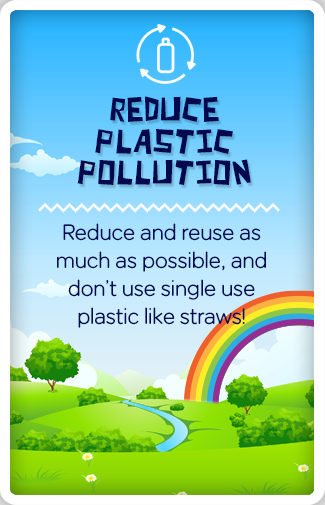 REDUCE
PLASTIC
POLLUTION
Reduce and reuse as
much as possible, and
don't use single use
plastic like straws!